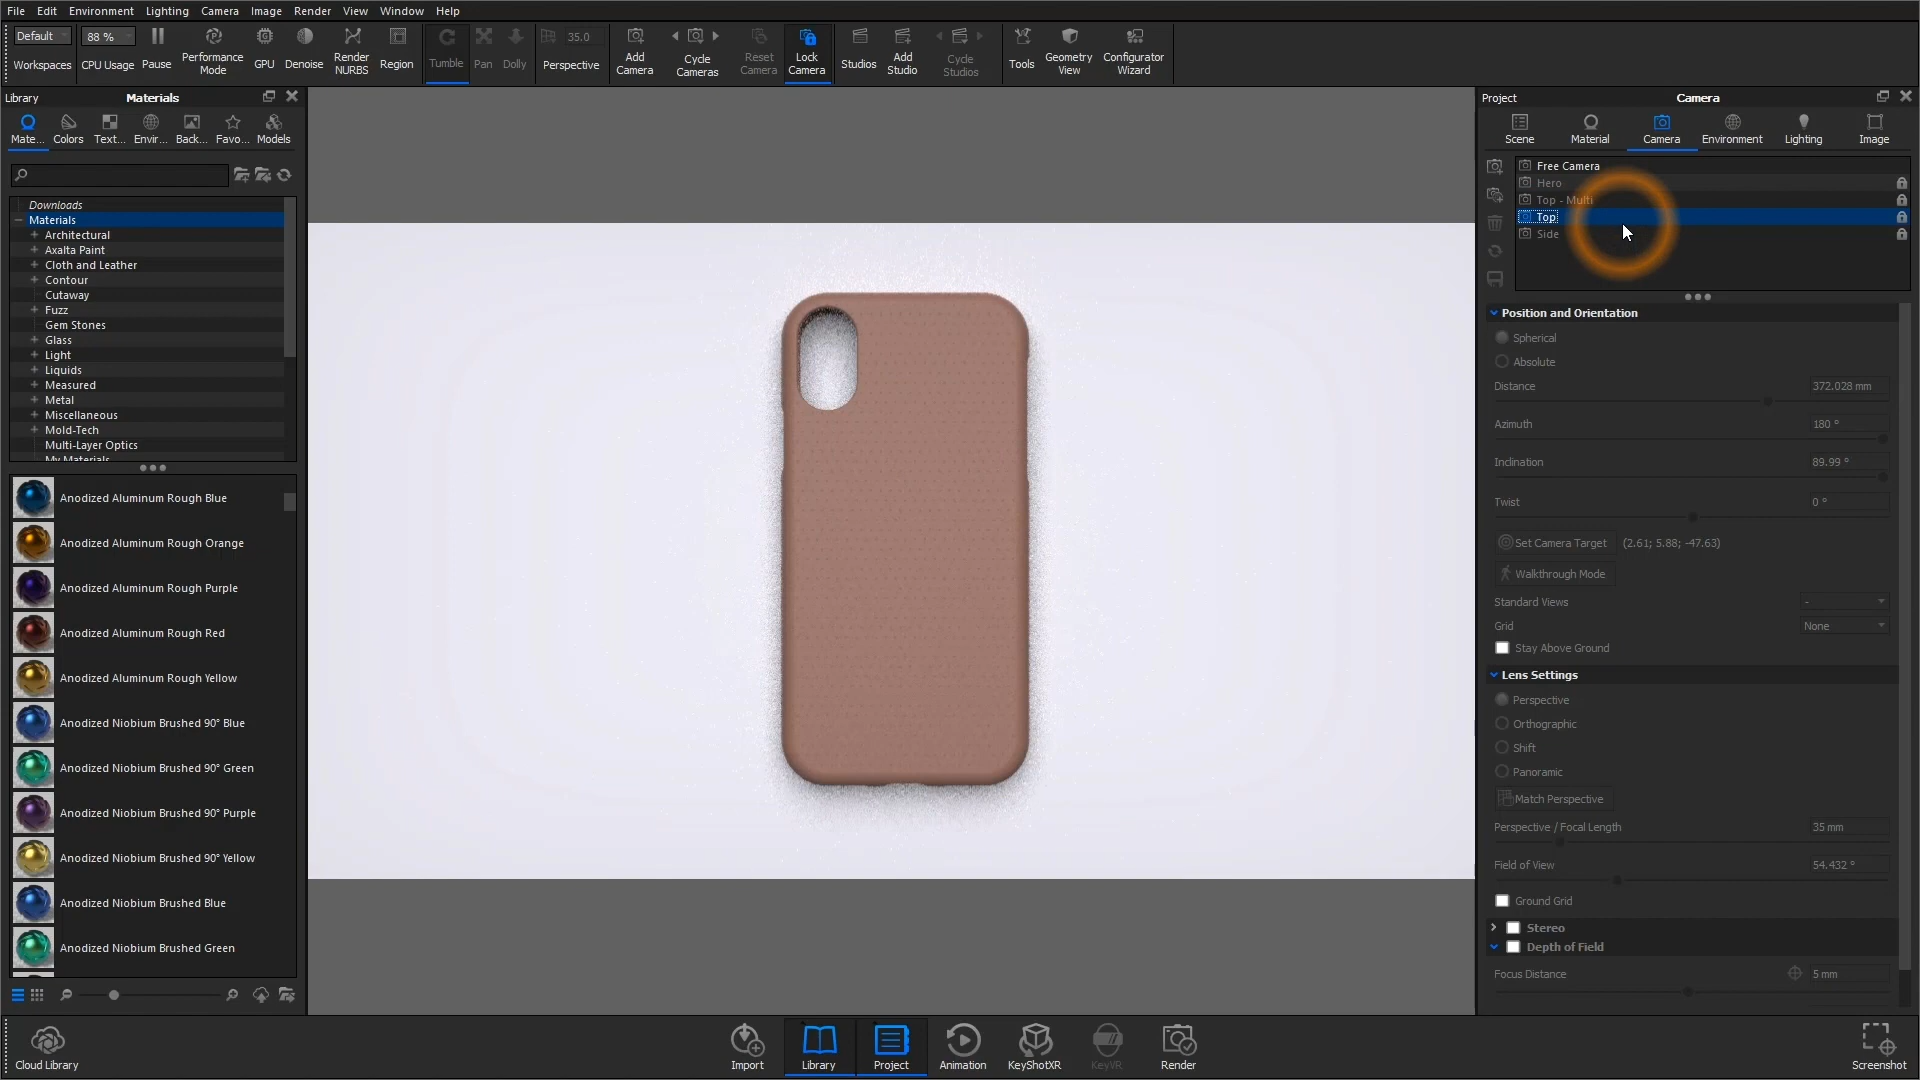 File Edit Environment Lighting Camera Image Render View Window Help
Default 88 % 35.0
Workspaces CPU Usage Pause Performance Mode GPU Denoise Render NURBS Region Tumble Pan Dolly Perspective Add Camera Cycle Cameras Reset Camera Lock Camera Studios Add Studio Cycle Studios Tools Geometry View Configurator Wizard
Library Materials
Mate... Colors Text... Envir... Back... Favo... Models
Downloads
Materials
Architectural
Axalta Paint
Cloth and Leather
Contour
Cutaway
Fuzz
Gem Stones
Glass
Light
Liquids
Measured
Metal
Miscellaneous
Mold-Tech
Multi-Layer Optics
My Materials
Anodized Aluminum Rough Blue
Anodized Aluminum Rough Orange
Anodized Aluminum Rough Purple
Anodized Aluminum Rough Red
Anodized Aluminum Rough Yellow
Anodized Niobium Brushed 90° Blue
Anodized Niobium Brushed 90° Green
Anodized Niobium Brushed 90° Purple
Anodized Niobium Brushed 90° Yellow
Anodized Niobium Brushed Blue
Anodized Niobium Brushed Green
Project Camera
Scene Material Camera Environment Lighting Image
Free Camera
Hero
Top - Multi
Top
Side
Position and Orientation
Spherical
Absolute
Distance 372.028 mm
Azimuth 180 °
Inclination 89.99 °
Twist 0 °
Set Camera Target (2.61; 5.88; -47.63)
Walkthrough Mode
Standard Views -
Grid None
Stay Above Ground
Lens Settings
Perspective
Orthographic
Shift
Panoramic
Match Perspective
Perspective / Focal Length 35 mm
Field of View 54.432 °
Ground Grid
Stereo
Depth of Field
Focus Distance 5 mm
Cloud Library Import Library Project Animation KeyShotXR KeyVR Render Screenshot